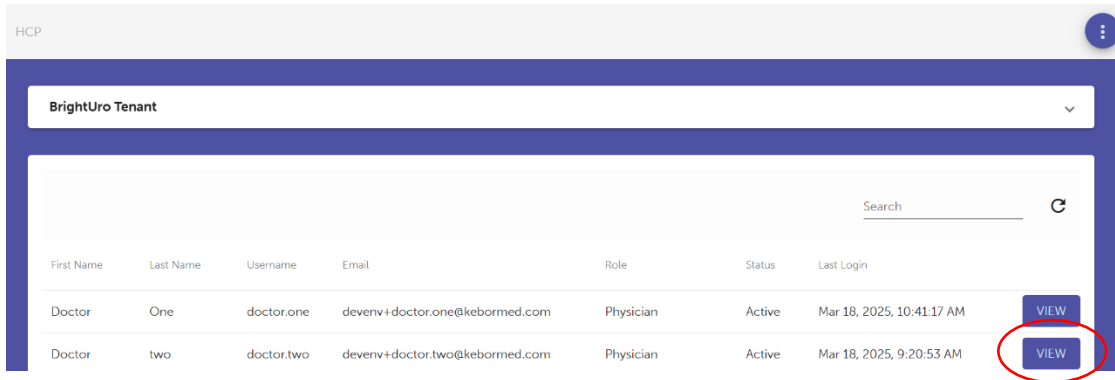 HCP
BrightUro Tenant
Search
First Name Last Name Username Email Role Status Last Login
Doctor One doctor.one devenv+doctor.one@kebormed.com Physician Active Mar 18, 2025, 10:41:17 AM VIEW
Doctor two doctor.two devenv+doctor.two@kebormed.com Physician Active Mar 18, 2025, 9:20:53 AM VIEW